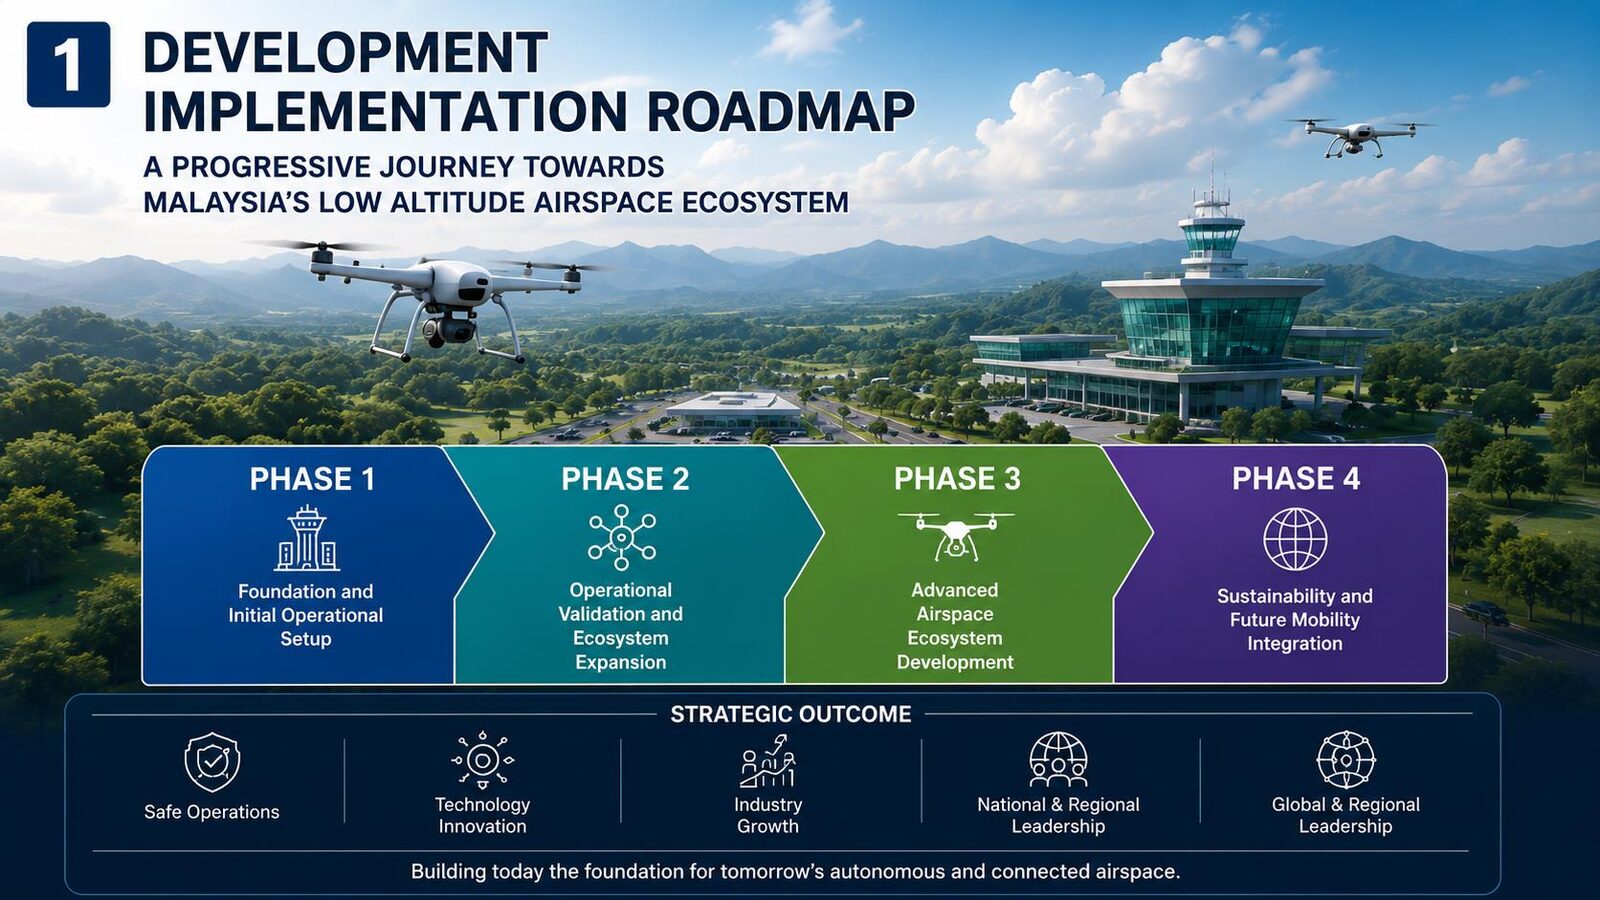 1
DEVELOPMENT
IMPLEMENTATION ROADMAP
A PROGRESSIVE JOURNEY TOWARDS
MALAYSIA'S LOW ALTITUDE AIRSPACE ECOSYSTEM
PHASE 1
Foundation and
Initial Operational
Setup
PHASE 2
Operational
Validation and
Ecosystem
Expansion
PHASE 3
Advanced
Airspace
Ecosystem
Development
PHASE 4
Sustainability and
Future Mobility
Integration
STRATEGIC OUTCOME
Safe Operations
Technology
Innovation
Industry
Growth
National & Regional
Leadership
Global & Regional
Leadership
Building today the foundation for tomorrow's autonomous and connected airspace.